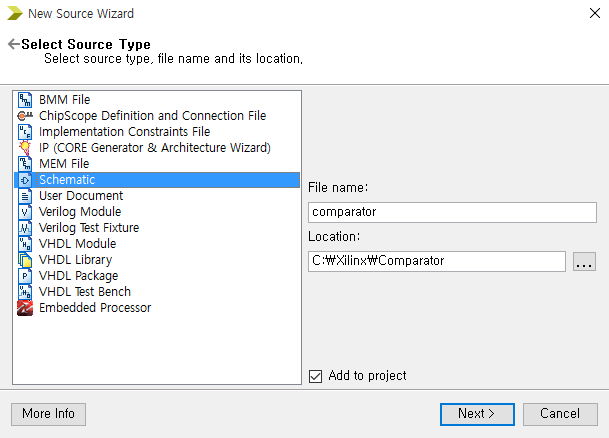 New Source Wizard
Select Source Type
Select source type, file name and its location.
BMM File
ChipScope Definition and Connection File
Implementation Constraints File
IP (CORE Generator & Architecture Wizard)
MEM File
Schematic
User Document
Verilog Module
Verilog Test Fixture
VHDL Module
VHDL Library
VHDL Package
VHDL Test Bench
Embedded Processor
File name:
comparator
Location:
C:₩Xilinx₩Comparator
...
Add to project
More Info
Next >
Cancel